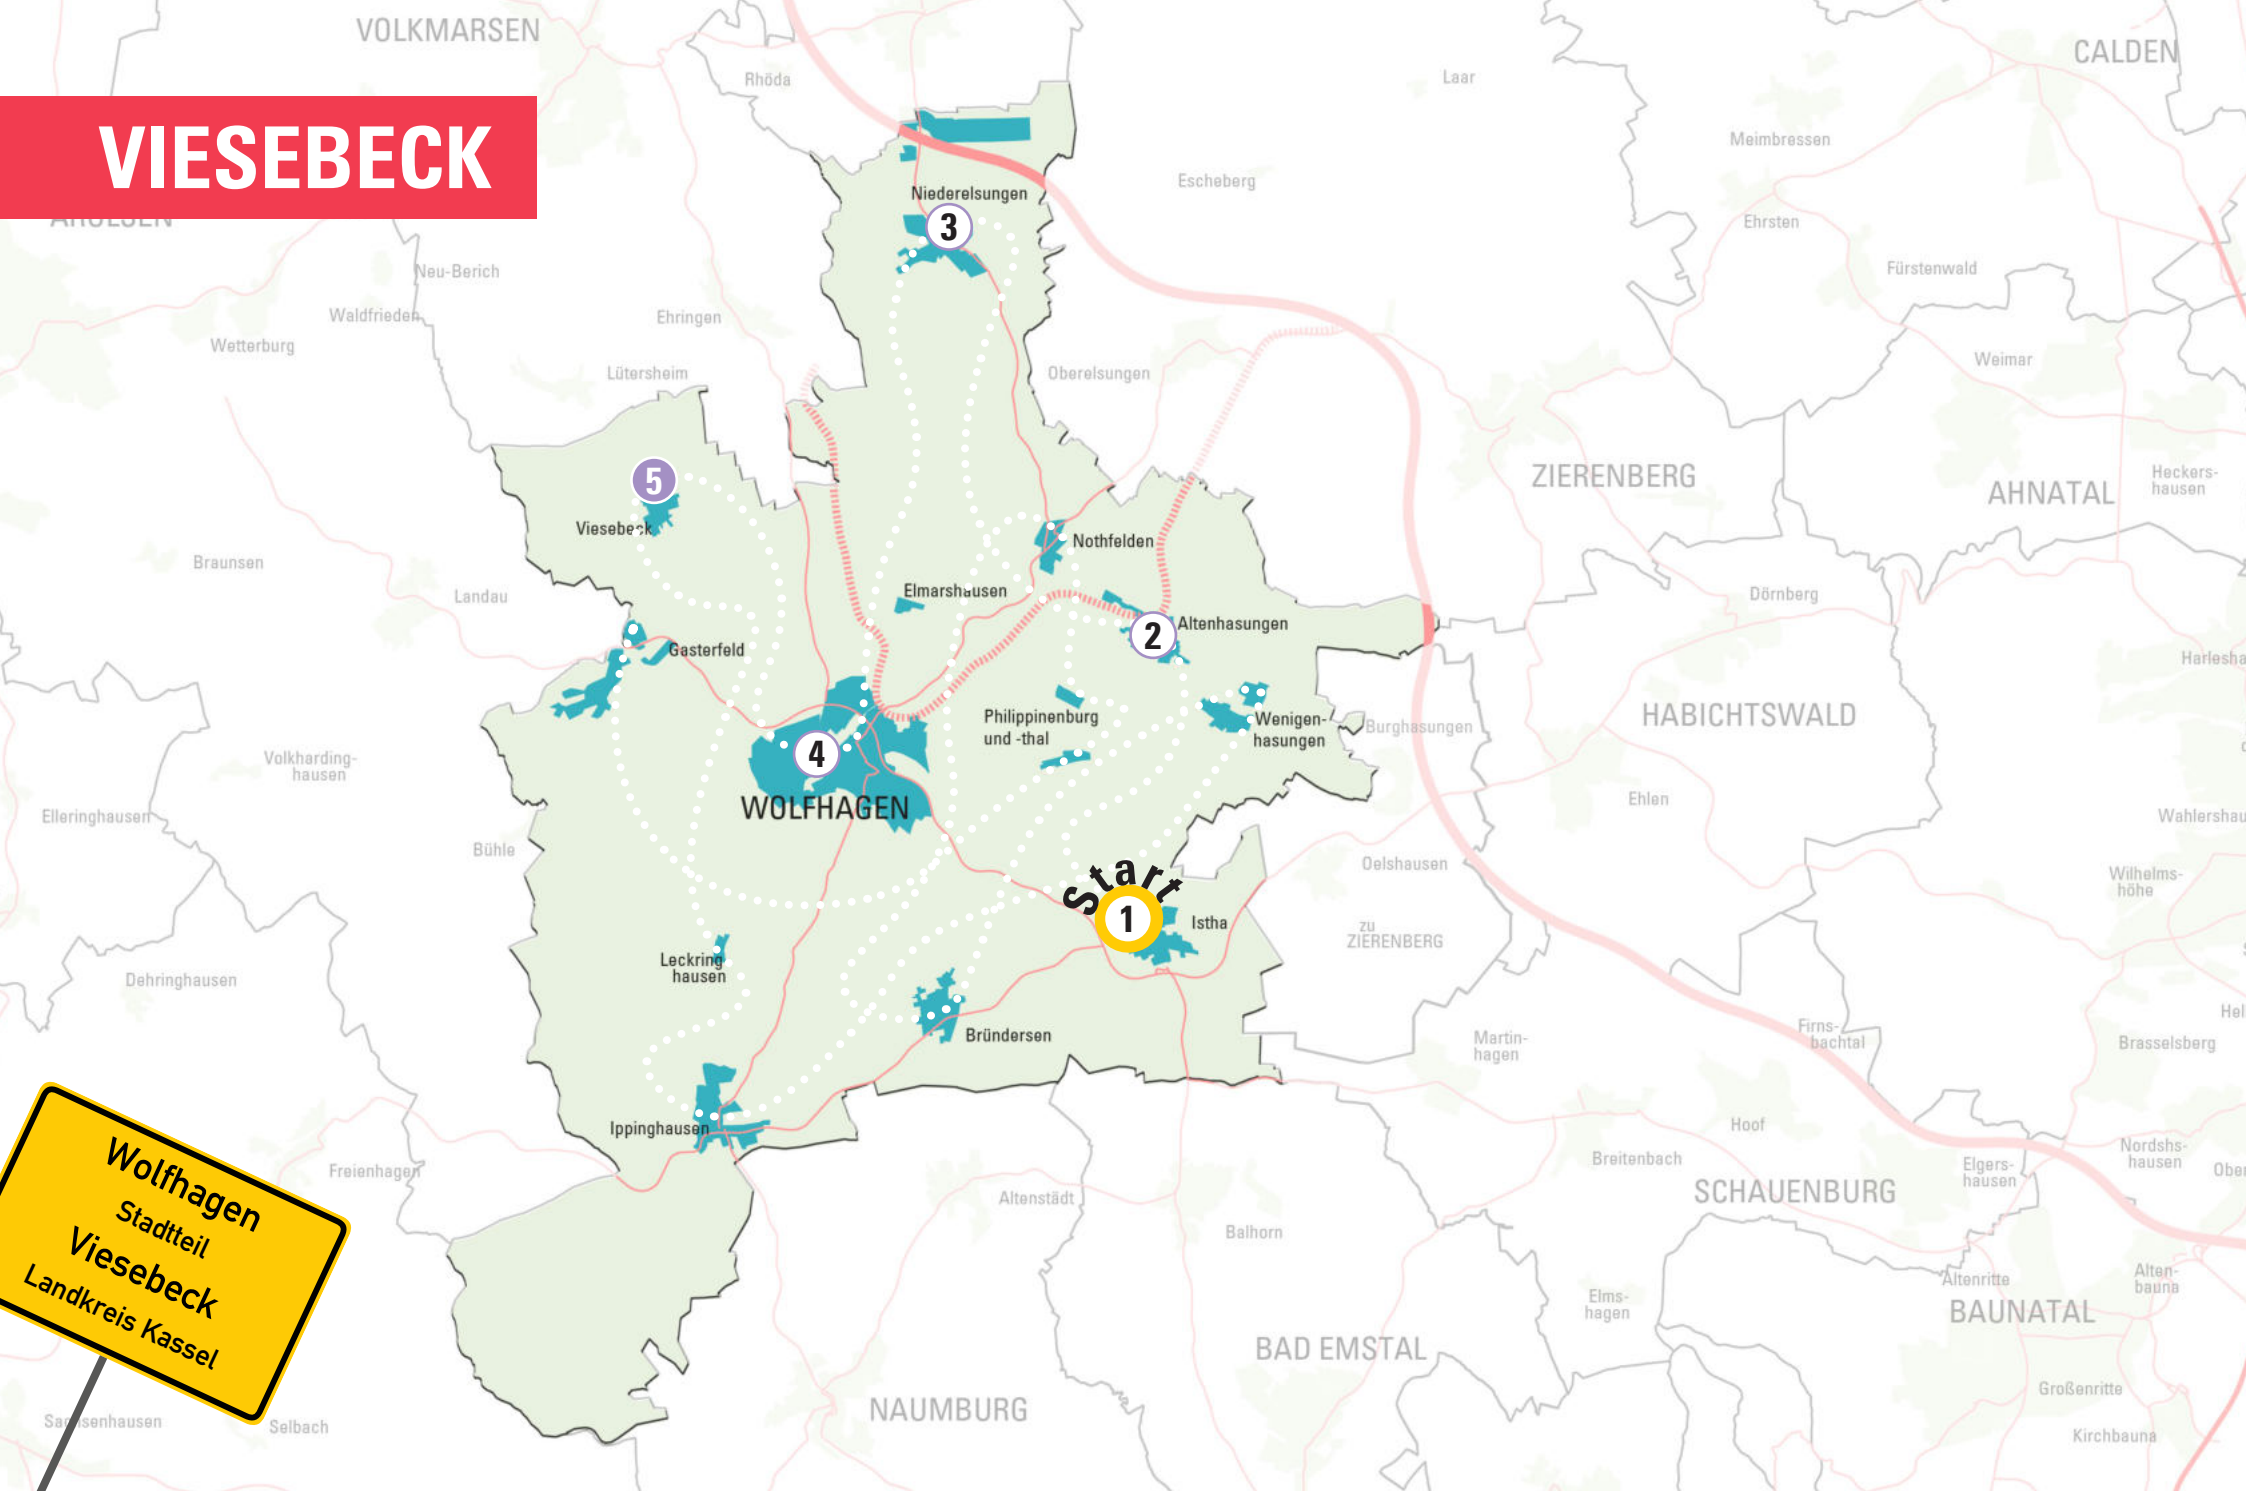 VOLKMARSEN
CALDEN
Rhöda
Laar
VIESEBECK
Meimbressen
Escheberg
Niederelsungen
3
AROLSEN
Ehrsten
Neu-Berich
Fürstenwald
Waldfrieden
Ehringen
Wetterburg
Weimar
Lütersheim
Oberelsungen
ZIERENBERG
5
Heckers-
hausen
AHNATAL
Viesebeck
Nothfelden
Braunsen
Elmarshausen
Landau
Dörnberg
Altenhasungen
2
Gasterfeld
Philippinenburg
und -thal
Wenigen-
hasungen
Burghasungen
HABICHTSWALD
4
Volkharding-
hausen
WOLFHAGEN
Ehlen
Elleringhausen
Bühle
Oelshausen
Start
1
Istha
Wilhelms-
höhe
zu
ZIERENBERG
Leckring
hausen
Dehringhausen
Bründersen
Martin-
hagen
Firns-
bachtal
Brasselsberg
Ippinghausen
Hoof
Breitenbach
Nordshs-
hausen
Elgers-
hausen
Freienhagen
SCHAUENBURG
Altenstädt
Balhorn
Wolfhagen
Stadtteil
Viesebeck
Landkreis Kassel
Altenritte
Alten-
bauna
Elms-
hagen
BAUNATAL
BAD EMSTAL
Großenritte
NAUMBURG
Sachsenhausen
Selbach
Kirchbauna